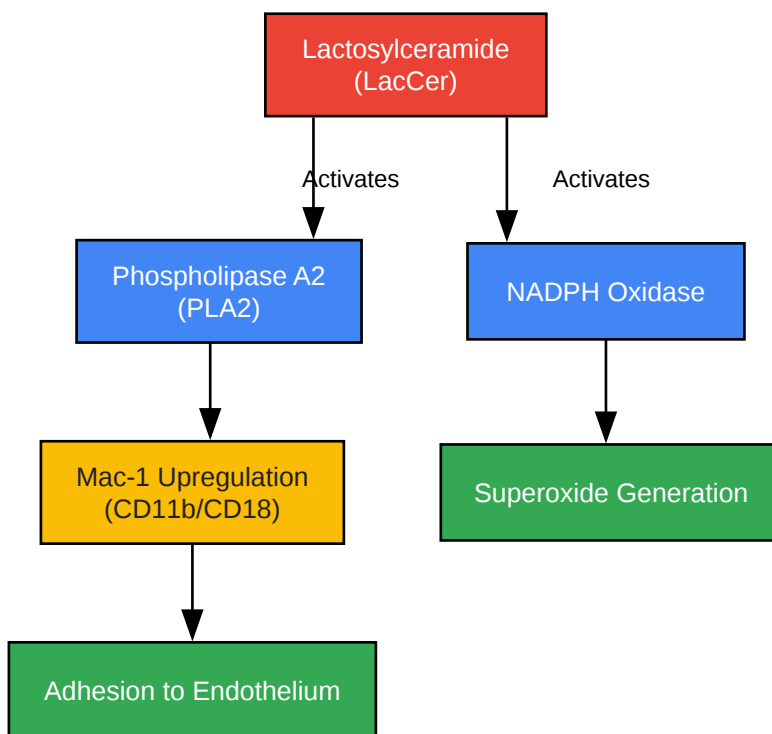 Lactosylceramide
(LacCer)
Activates
Activates
Phospholipase A2
(PLA2)
NADPH Oxidase
Mac-1 Upregulation
(CD11b/CD18)
Superoxide Generation
Adhesion to Endothelium